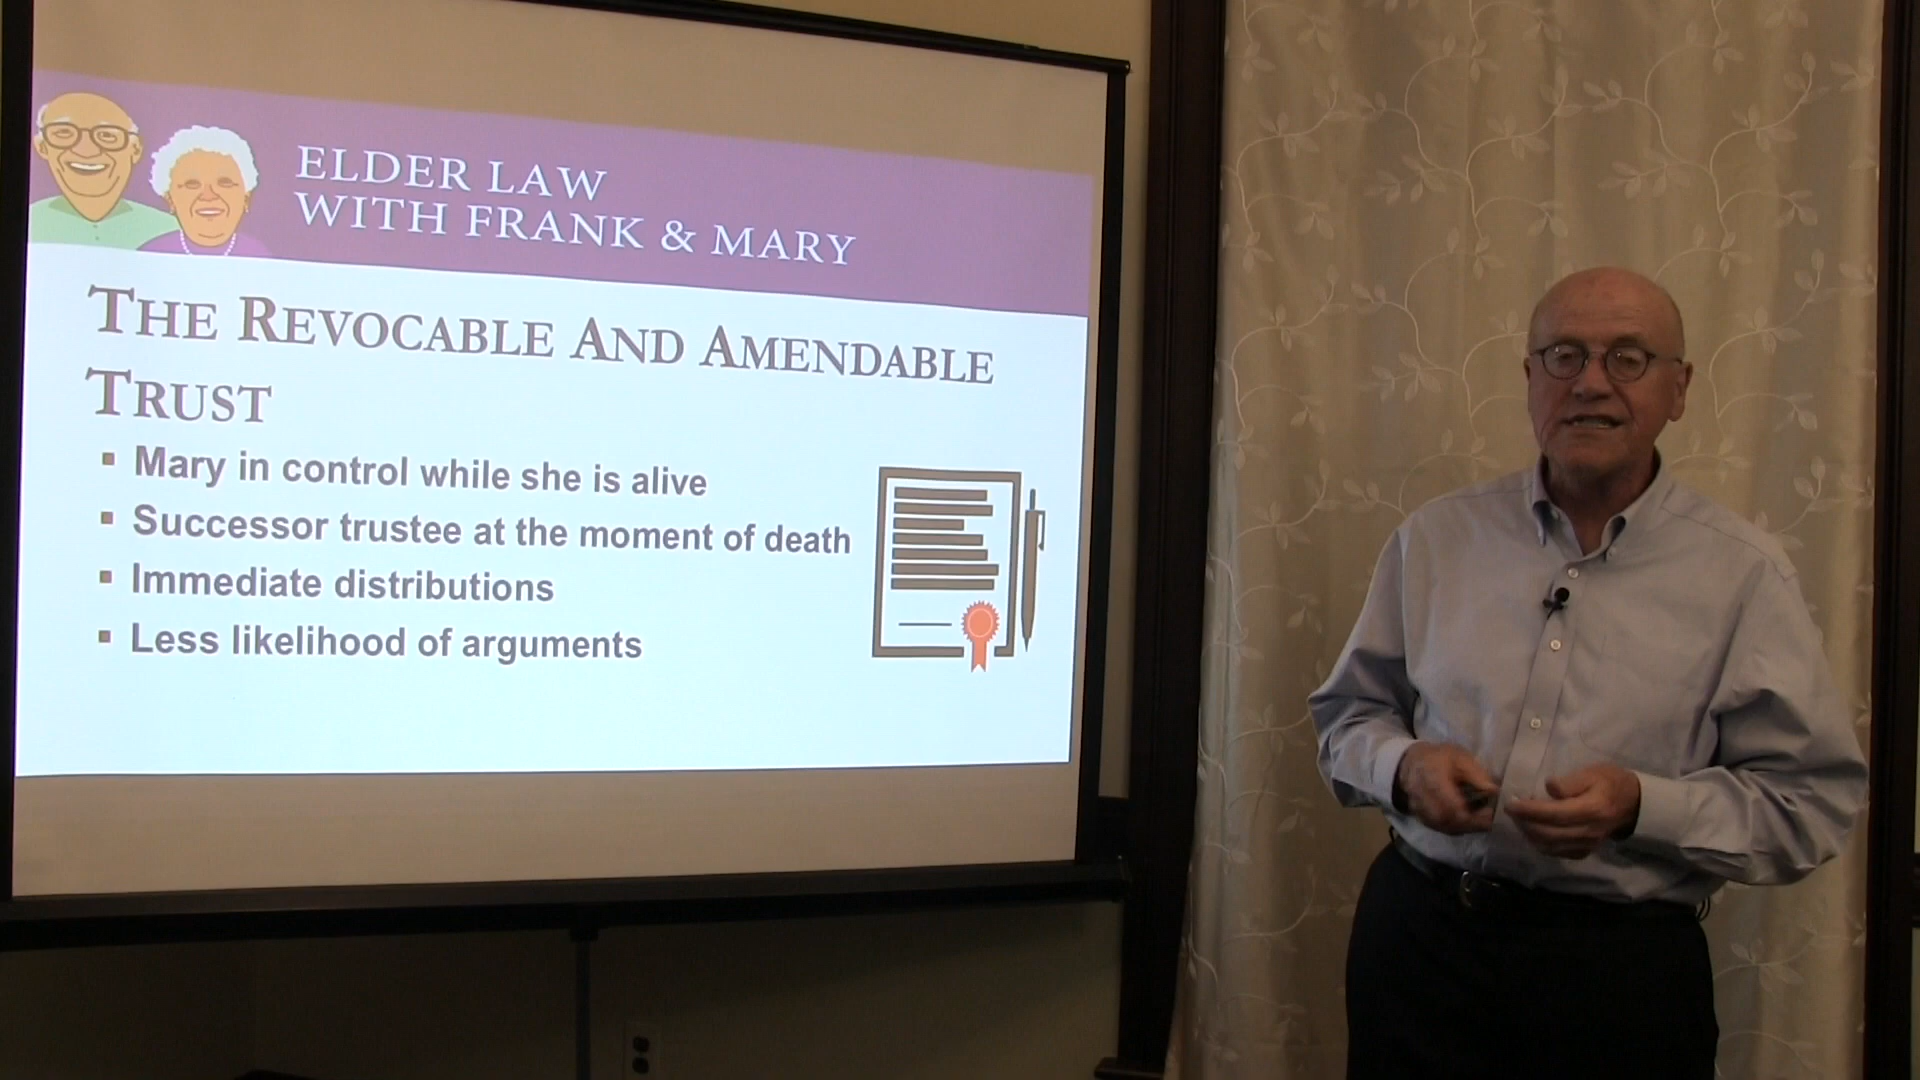 ELDER LAW
WITH FRANK & MARY
THE REVOCABLE AND AMENDABLE
TRUST
▪ Mary in control while she is alive
▪ Successor trustee at the moment of death
▪ Immediate distributions
▪ Less likelihood of arguments